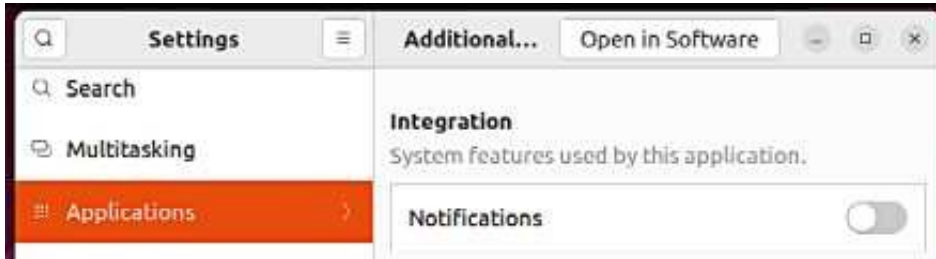 Settings
Additional...
Open in Software
Search
Multitasking
Applications
Integration
System features used by this application.
Notifications